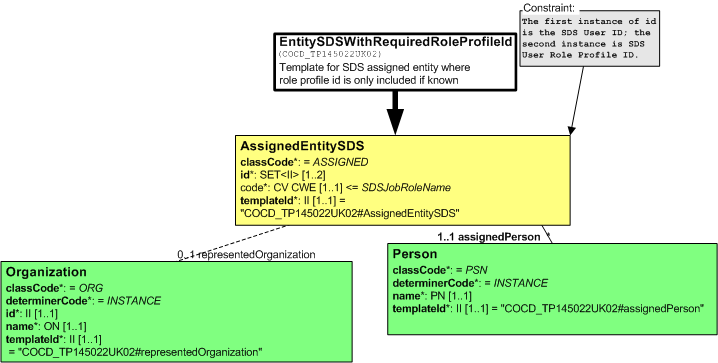 Constraint:
The first instance of id
is the SDS User ID; the
second instance is SDS
User Role Profile ID.
EntitySDSWithRequiredRoleProfileId
(COCD_TP145022UK02)
Template for SDS assigned entity where
role profile id is only included if known
AssignedEntitySDS
classCode*: = ASSIGNED
id*: SET<II> [1..2]
code*: CV CWE [1..1] <= SDSJobRoleName
templateId*: II [1..1] =
"COCD_TP145022UK02#AssignedEntitySDS"
0..1 representedOrganization
1..1 assignedPerson *
Organization
classCode*: = ORG
determinerCode*: = INSTANCE
id*: II [1..1]
name*: ON [1..1]
templateId*: II [1..1]
= "COCD_TP145022UK02#representedOrganization"
Person
classCode*: = PSN
determinerCode*: = INSTANCE
name*: PN [1..1]
templateId*: II [1..1] = "COCD_TP145022UK02#assignedPerson"